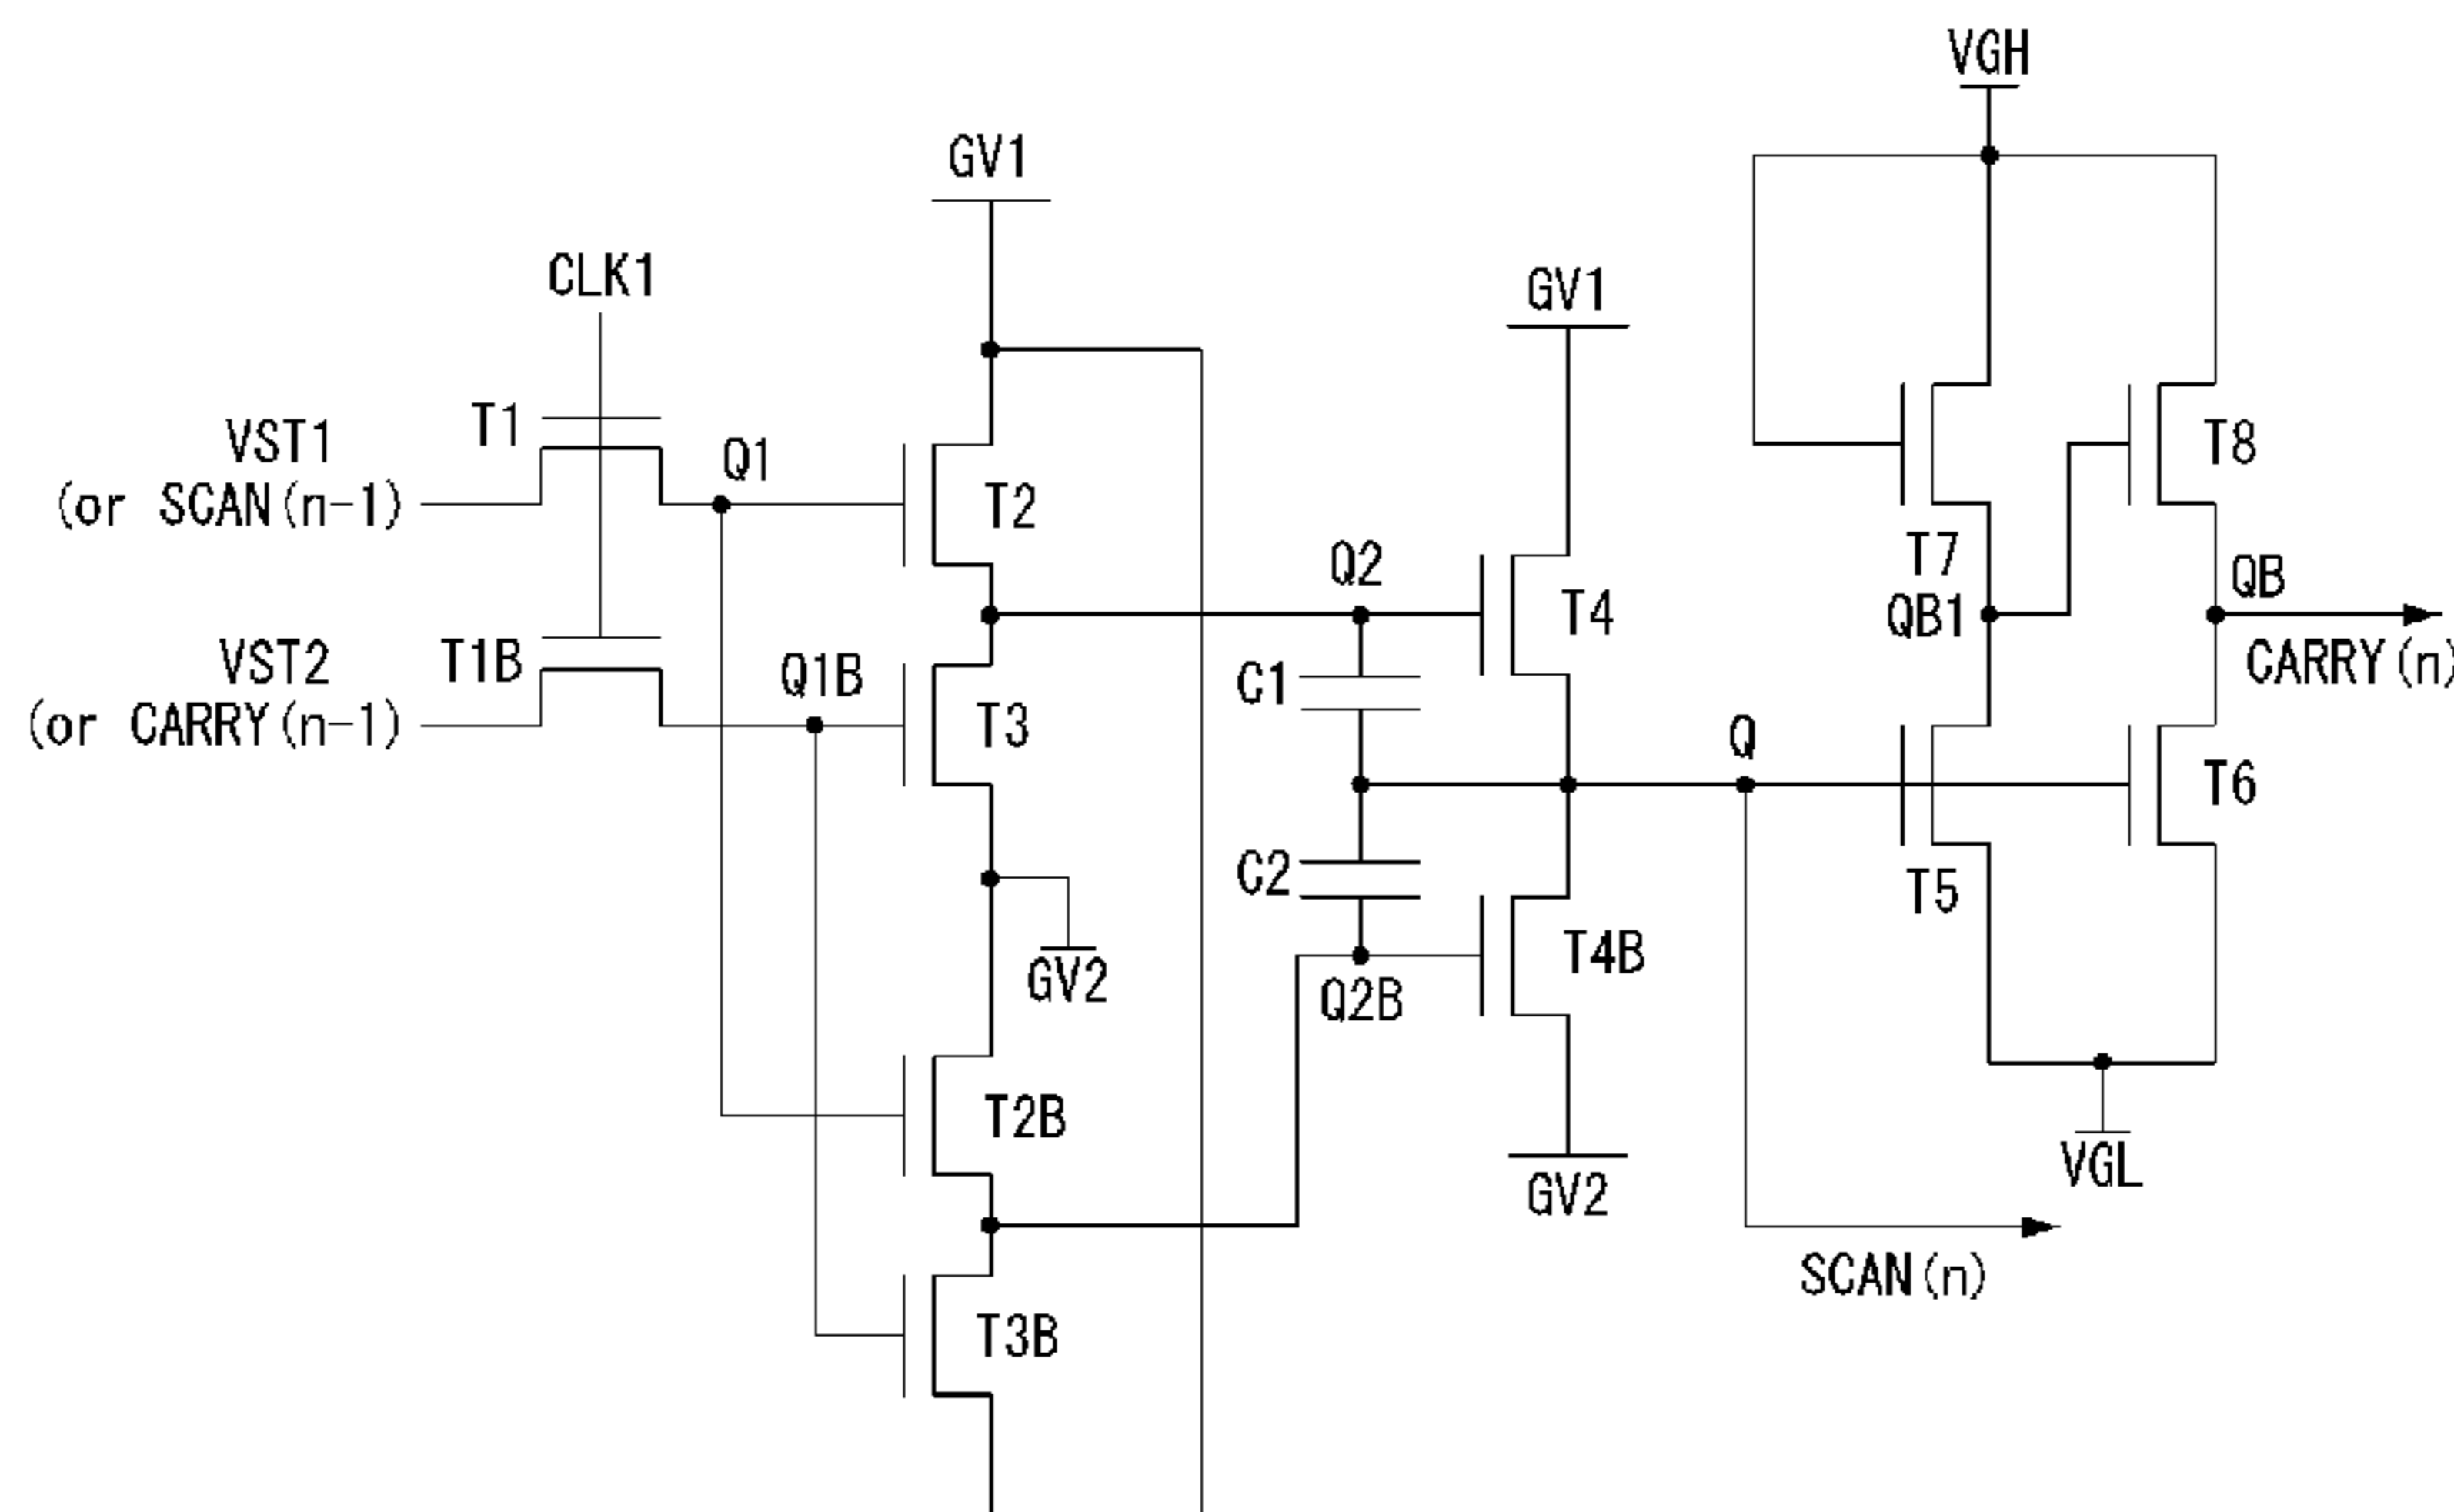 VGH
GV1
CLK1
GV1
VST1
(or SCAN(n-1)
T1
Q1
T2
T7
T8
VST2
(or CARRY(n-1)
T1B
Q1B
T3
Q2
T4
QB1
QB
CARRY(n)
C1
Q
T6
C2
T5
GV2
Q2B
T4B
T2B
VGL
GV2
SCAN(n)
T3B